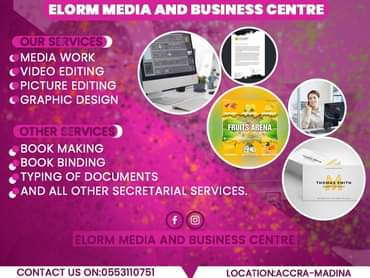 ELORM MEDIA AND BUSINESS CENTRE
OUR SERVICES
MEDIA WORK
VIDEO EDITING
PICTURE EDITING
GRAPHIC DESIGN
FRUITS ARENA
OTHER SERVICES
BOOK MAKING
BOOK BINDING
TYPING OF DOCUMENTS
AND ALL OTHER SECRETARIAL SERVICES.
THOMAS SMITH
ELORM MEDIA AND BUSINESS CENTRE
CONTACT US ON:0553110751
LOCATION:ACCRA-MADINA